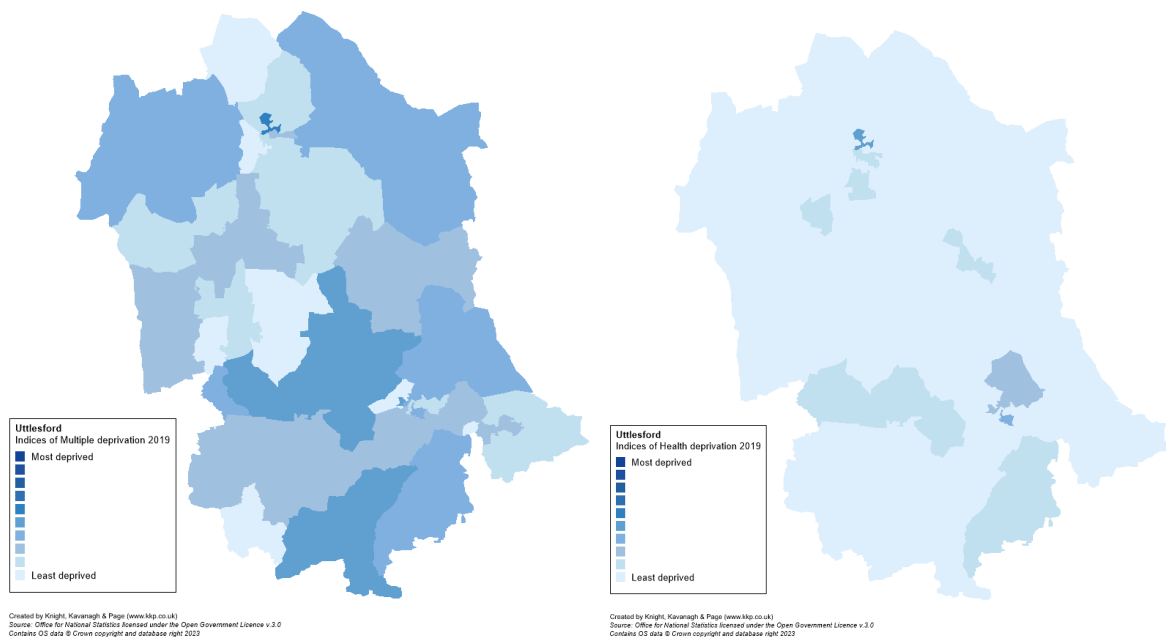 Uttlesford
Indices of Multiple deprivation 2019
Most deprived
Least deprived
Created by Knight, Kavanagh & Page (www.kkp.co.uk)
Source: Office for National Statistics licensed under the Open Government Licence v.3.0
Contains OS data © Crown copyright and database right 2023
Uttlesford
Indices of Health deprivation 2019
Most deprived
Least deprived
Created by Knight, Kavanagh & Page (www.kkp.co.uk)
Source: Office for National Statistics licensed under the Open Government Licence v.3.0
Contains OS data © Crown copyright and database right 2023